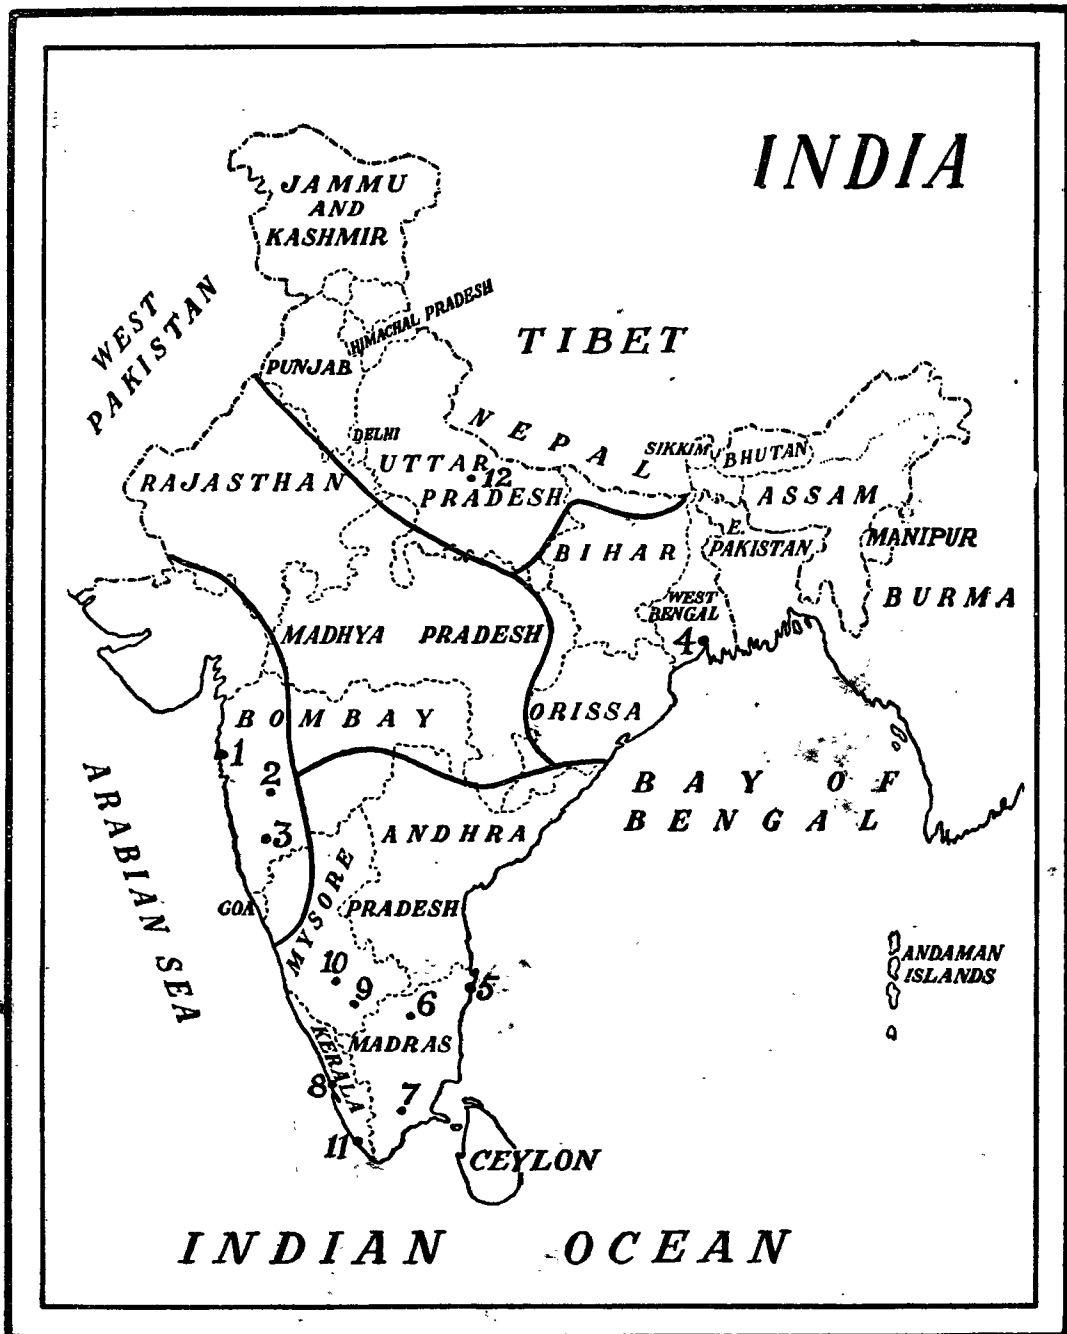 INDIA
JAMMU
AND
KASHMIR
WEST
PAKISTAN
HIMACHAL PRADESH
TIBET
PUNJAB
NEPAL
DELHI
SIKKIM
BHUTAN
UTTAR
12
PRADESH
RAJASTHAN
ASSAM
E.
PAKISTAN
MANIPUR
BIHAR
BURMA
WEST
BENGAL
4
MADHYA PRADESH
ORISSA
BOMBAY
1
2
3
ARABIAN SEA
BAY OF
BENGAL
ANDHRA
PRADESH
MYSORE
GOA
ANDAMAN
ISLANDS
10
9
6
5
MADRAS
KERALA
8
7
11
CEYLON
INDIAN OCEAN